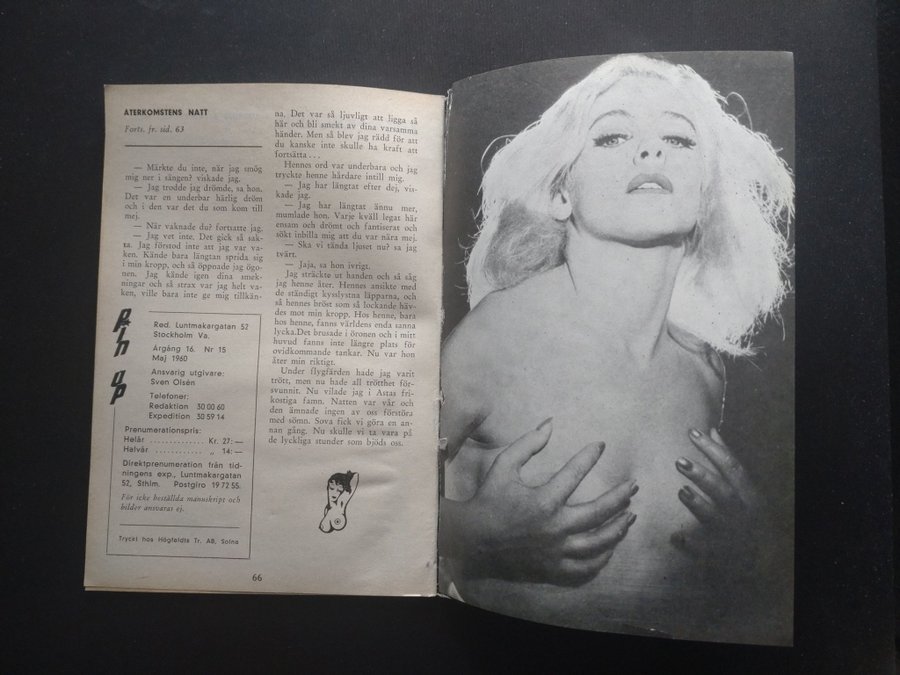 ÅTERKOMSTENS NATT
Forts. fr. sid. 63
— Märkte du inte, när jag smög
mig ner i sängen? viskade jag.
— Jag trodde jag drömde, sa hon.
Det var en underbar härlig dröm
och i den var det du som kom till
mej.
— När vaknade du? fortsatte jag.
— Jag vet inte. Det gick så sak-
ta. Jag förstod inte att jag var va-
ken. Kände bara längtan sprida sig
i min kropp, och så öppnade jag ögo-
nen. Jag kände igen dina smek-
ningar och så strax var jag helt va-
ken, ville bara inte ge mig tillkän-
Red. Luntmakargatan 52
Stockholm Va.
Årgång 16. Nr 15
Maj 1960
Ansvarig utgivare:
Sven Olsén
Telefoner:
Redaktion 30 00 60
Expedition 30 59 14
Prenumerationspris:
Helår .............. Kr. 27:—
Halvår ............. „ 14:—
Direktprenumeration från tid-
ningens exp., Luntmakargatan
52, Sthlm. Postgiro 19 72 55.
För icke beställda manuskript och
bilder ansvaras ej.
Tryckt hos Högfeldts Tr. AB, Solna
na. Det var så ljuvligt att ligga så
här och bli smekt av dina varsamma
händer. Men så blev jag rädd för att
du kanske inte skulle ha kraft att
fortsätta . . .
Hennes ord var underbara och jag
tryckte henne hårdare intill mig.
— Jag har längtat efter dej, vis-
kade jag.
— Jag har längtat ännu mer,
mumlade hon. Varje kväll legat här
ensam och drömt och fantiserat och
sökt inbilla mig att du var nära mej.
— Ska vi tända ljuset nu? sa jag
tvärt.
— Jaja, sa hon ivrigt.
Jag sträckte ut handen och så såg
jag henne åter. Hennes ansikte med
de ständigt kysslystna läpparna, och
så hennes bröst som så lockande häv-
des mot min kropp. Hos henne, bara
hos henne, fanns världens enda sanna
lycka.Det brusade i öronen och i mitt
huvud fanns inte längre plats för
ovidkommande tankar. Nu var hon
åter min riktigt.
Under flygfärden hade jag varit
trött, men nu hade all trötthet för-
svunnit. Nu vilade jag i Astas fri-
kostiga famn. Natten var vår och
den ämnade ingen av oss förstöra
med sömn. Sova fick vi göra en an-
nan gång. Nu skulle vi ta vara på
de lyckliga stunder som bjöds oss.
66